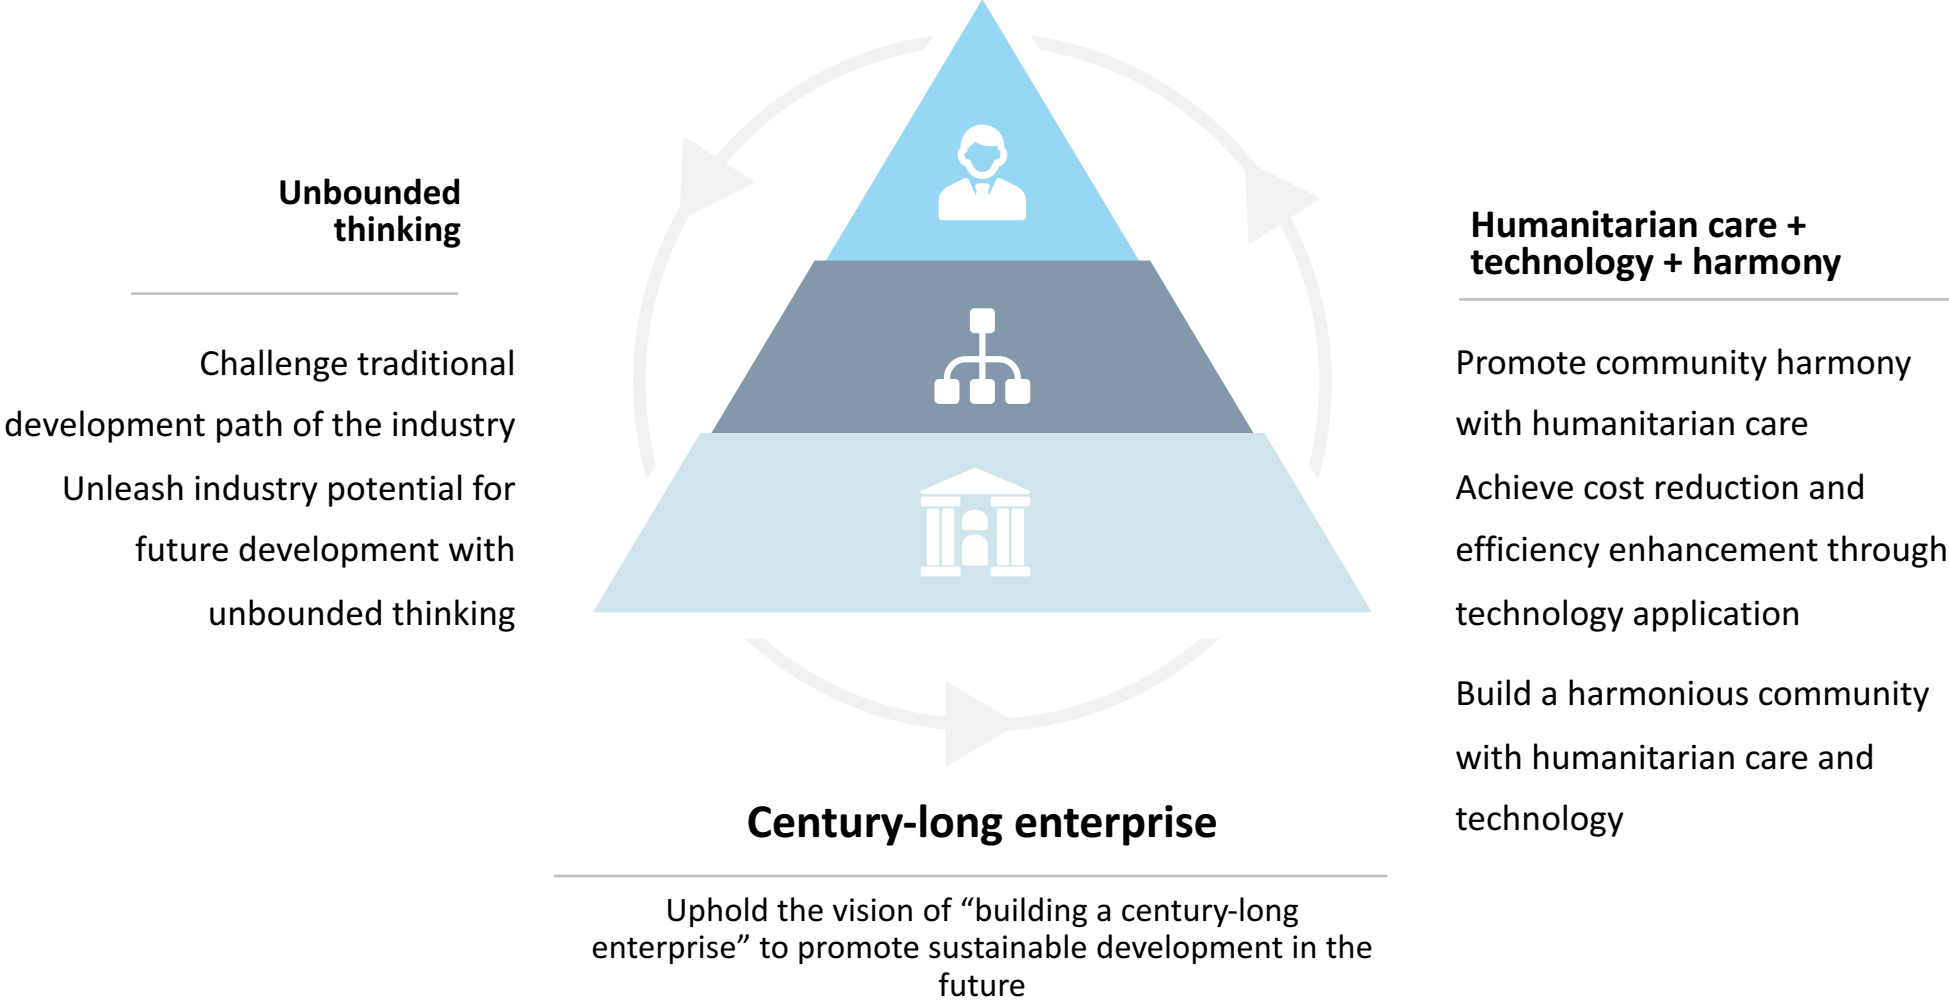 Unbounded
thinking
Challenge traditional
development path of the industry
Unleash industry potential for
future development with
unbounded thinking
Humanitarian care +
technology + harmony
Promote community harmony
with humanitarian care
Achieve cost reduction and
efficiency enhancement through
technology application
Build a harmonious community
with humanitarian care and
technology
Century-long enterprise
Uphold the vision of “building a century-long
enterprise” to promote sustainable development in the
future